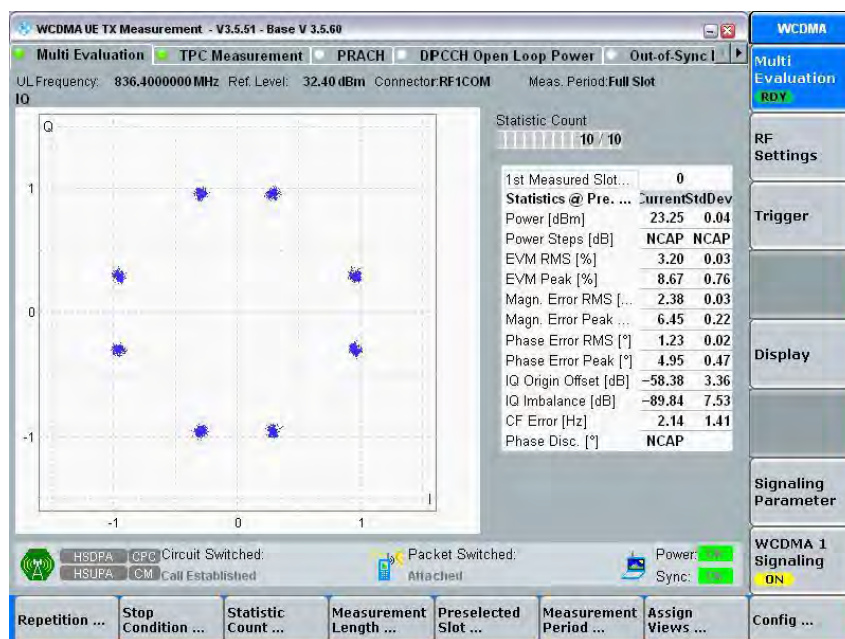 WCDMA UE TX Measurement - V3.5.51 - Base V 3.5.60
WCDMA
Multi Evaluation
TPC Measurement
PRACH
DPCCH Open Loop Power
Out-of-Sync
UL Frequency: 836.4000000 MHz Ref. Level: 32.40 dBm Connector:RF1COM Meas. Period:Full Slot
IQ
Q
1
0
-1
-1 0 1
I
Statistic Count
10 / 10
1st Measured Slot... 0
Statistics @ Pre. ... Current StdDev
Power [dBm] 23.25 0.04
Power Steps [dB] NCAP NCAP
EVM RMS [%] 3.20 0.03
EVM Peak [%] 8.67 0.76
Magn. Error RMS [... 2.38 0.03
Magn. Error Peak ... 6.45 0.22
Phase Error RMS [°] 1.23 0.02
Phase Error Peak [°] 4.95 0.47
IQ Origin Offset [dB] -58.38 3.36
IQ Imbalance [dB] -89.84 7.53
CF Error [Hz] 2.14 1.41
Phase Disc. [°] NCAP
HSDPA CPC Circuit Switched: Packet Switched: Power:
HSUPA CM Call Established Attached Sync:
Multi
Evaluation
RDY
RF
Settings
Trigger
Display
Signaling
Parameter
WCDMA 1
Signaling
ON
Repetition ...
Stop
Condition ...
Statistic
Count ...
Measurement
Length ...
Preselected
Slot ...
Measurement
Period ...
Assign
Views ...
Config ...